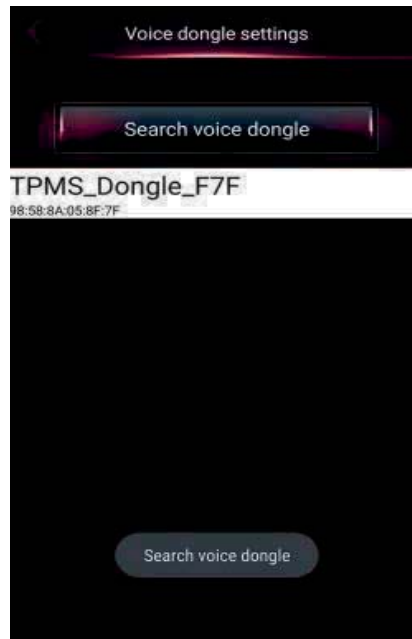 Voice dongle settings
Search voice dongle
TPMS_Dongle_F7F
98:58:8A:05:8F:7F
Search voice dongle